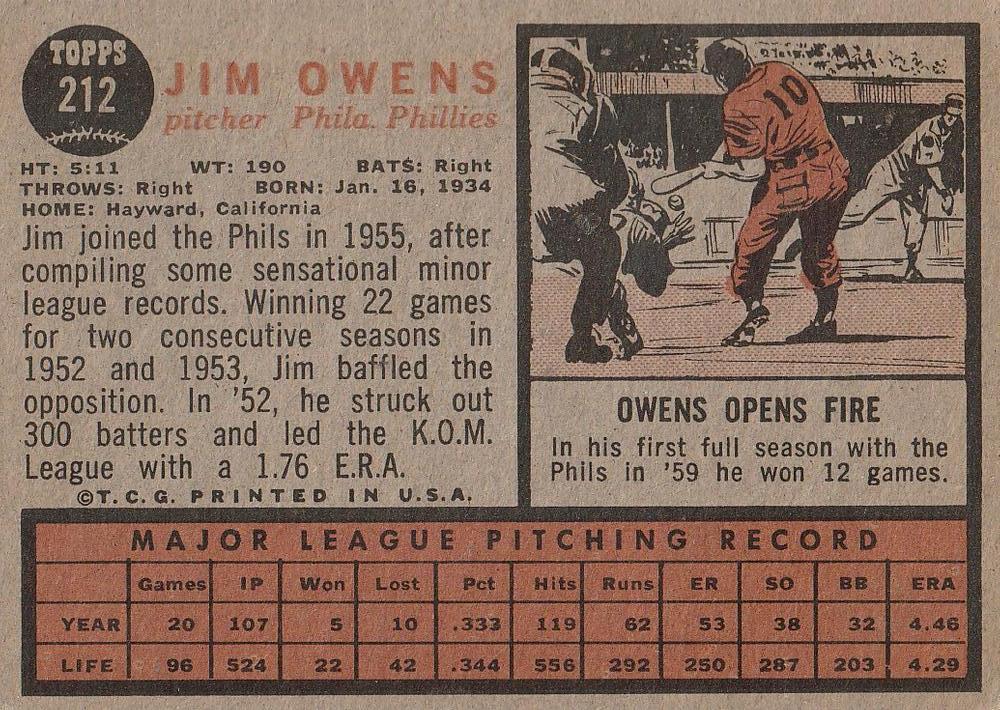 TOPPS
212
JIM OWENS
pitcher Phila. Phillies
HT: 5:11 WT: 190 BATS: Right
THROWS: Right BORN: Jan. 16, 1934
HOME: Hayward, California
Jim joined the Phils in 1955, after
compiling some sensational minor
league records. Winning 22 games
for two consecutive seasons in
1952 and 1953, Jim baffled the
opposition. In '52, he struck out
300 batters and led the K.O.M.
League with a 1.76 E.R.A.
©T.C.G. PRINTED IN U.S.A.
10
OWENS OPENS FIRE
In his first full season with the
Phils in '59 he won 12 games.
MAJOR LEAGUE PITCHING RECORD
Games IP Won Lost Pct Hits Runs ER SO BB ERA
YEAR 20 107 5 10 .333 119 62 53 38 32 4.46
LIFE 96 524 22 42 .344 556 292 250 287 203 4.29